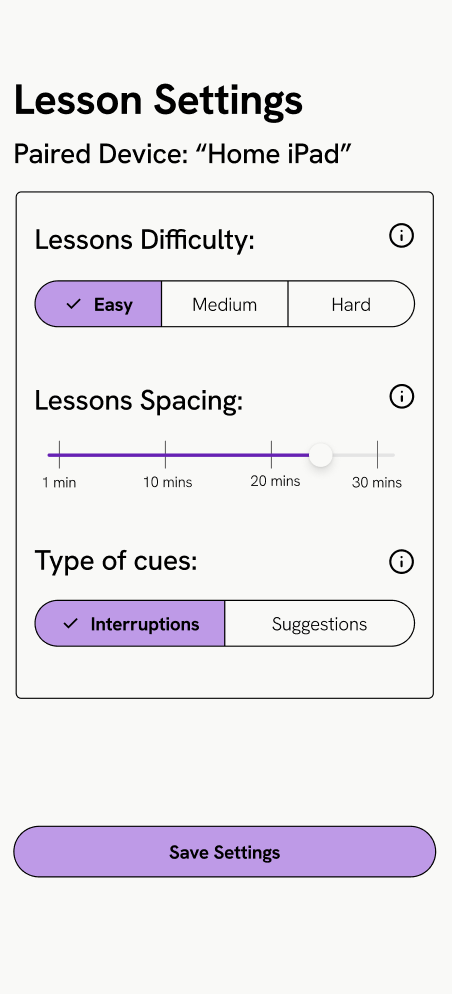 Lesson Settings
Paired Device: “Home iPad”
Lessons Difficulty:
Easy Medium Hard
Lessons Spacing:
1 min 10 mins 20 mins 30 mins
Type of cues:
Interruptions Suggestions
Save Settings